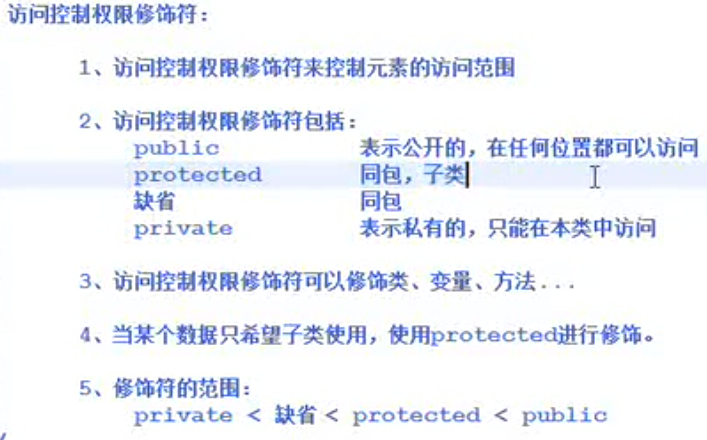 访问控制权限修饰符：
1、访问控制权限修饰符来控制元素的访问范围
2、访问控制权限修饰符包括：
public 表示公开的，在任何位置都可以访问
protected 同包，子类
缺省 同包
private 表示私有的，只能在本类中访问
3、访问控制权限修饰符可以修饰类、变量、方法...
4、当某个数据只希望子类使用，使用protected进行修饰。
5、修饰符的范围：
private < 缺省 < protected < public
/